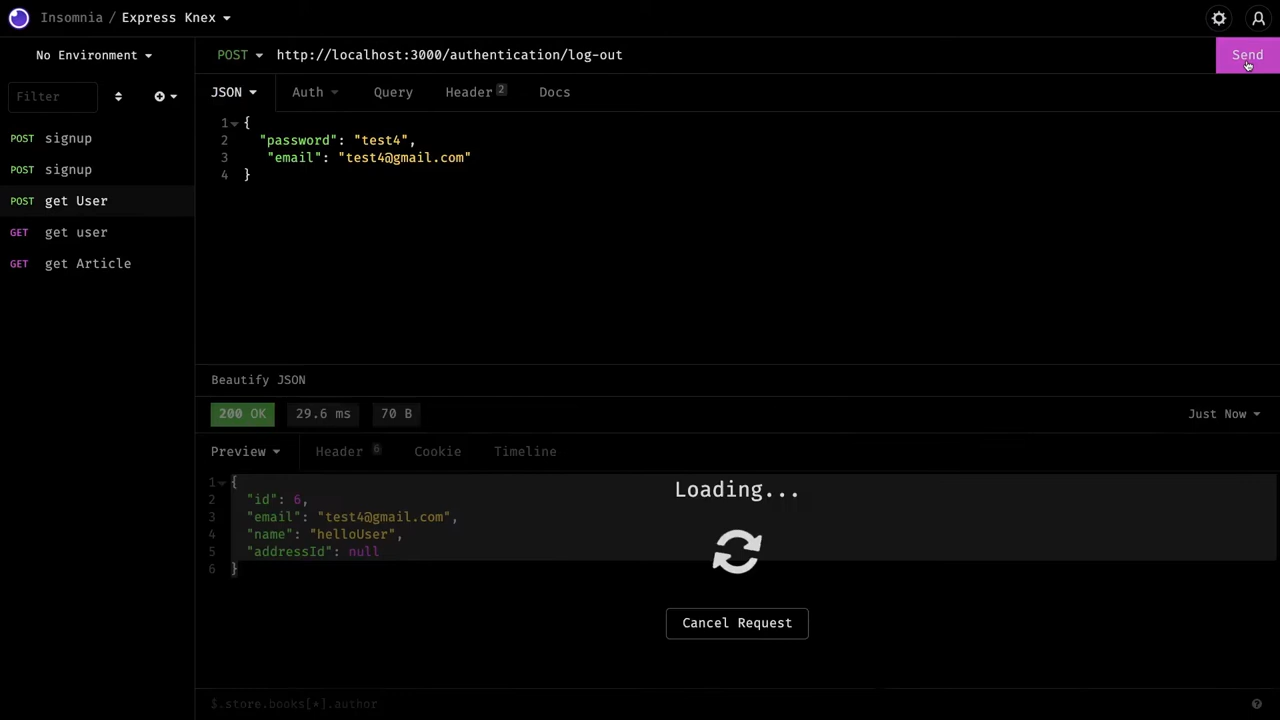 Insomnia / Express Knex
No Environment
POST http://localhost:3000/authentication/log-out
Send
Filter
JSON Auth Query Header 2 Docs
POST signup
POST signup
POST get User
GET get user
GET get Article
1 {
2 "password": "test4",
3 "email": "test4@gmail.com"
4 }
Beautify JSON
200 OK 29.6 ms 70 B Just Now
Preview Header 6 Cookie Timeline
1 {
2 "id": 6,
3 "email": "test4@gmail.com",
4 "name": "helloUser",
5 "addressId": null
6 }
Loading...
Cancel Request
$.store.books[*].author